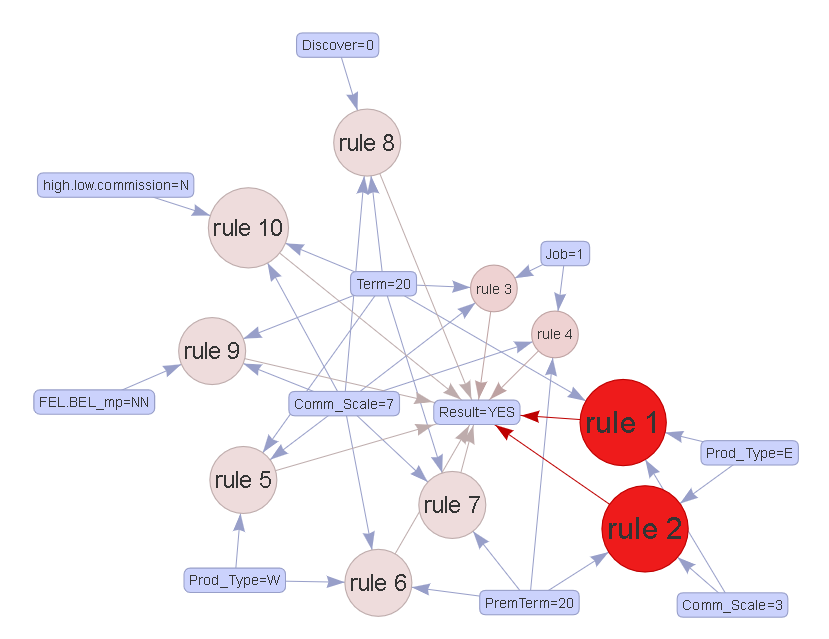 Discover=0
rule 8
high.low.commission=N
rule 10
Job=1
Term=20
rule 3
rule 4
rule 9
FEL.BEL_mp=NN
Comm_Scale=7
Result=YES
rule 1
Prod_Type=E
rule 5
rule 7
rule 2
Prod_Type=W
rule 6
PremTerm=20
Comm_Scale=3